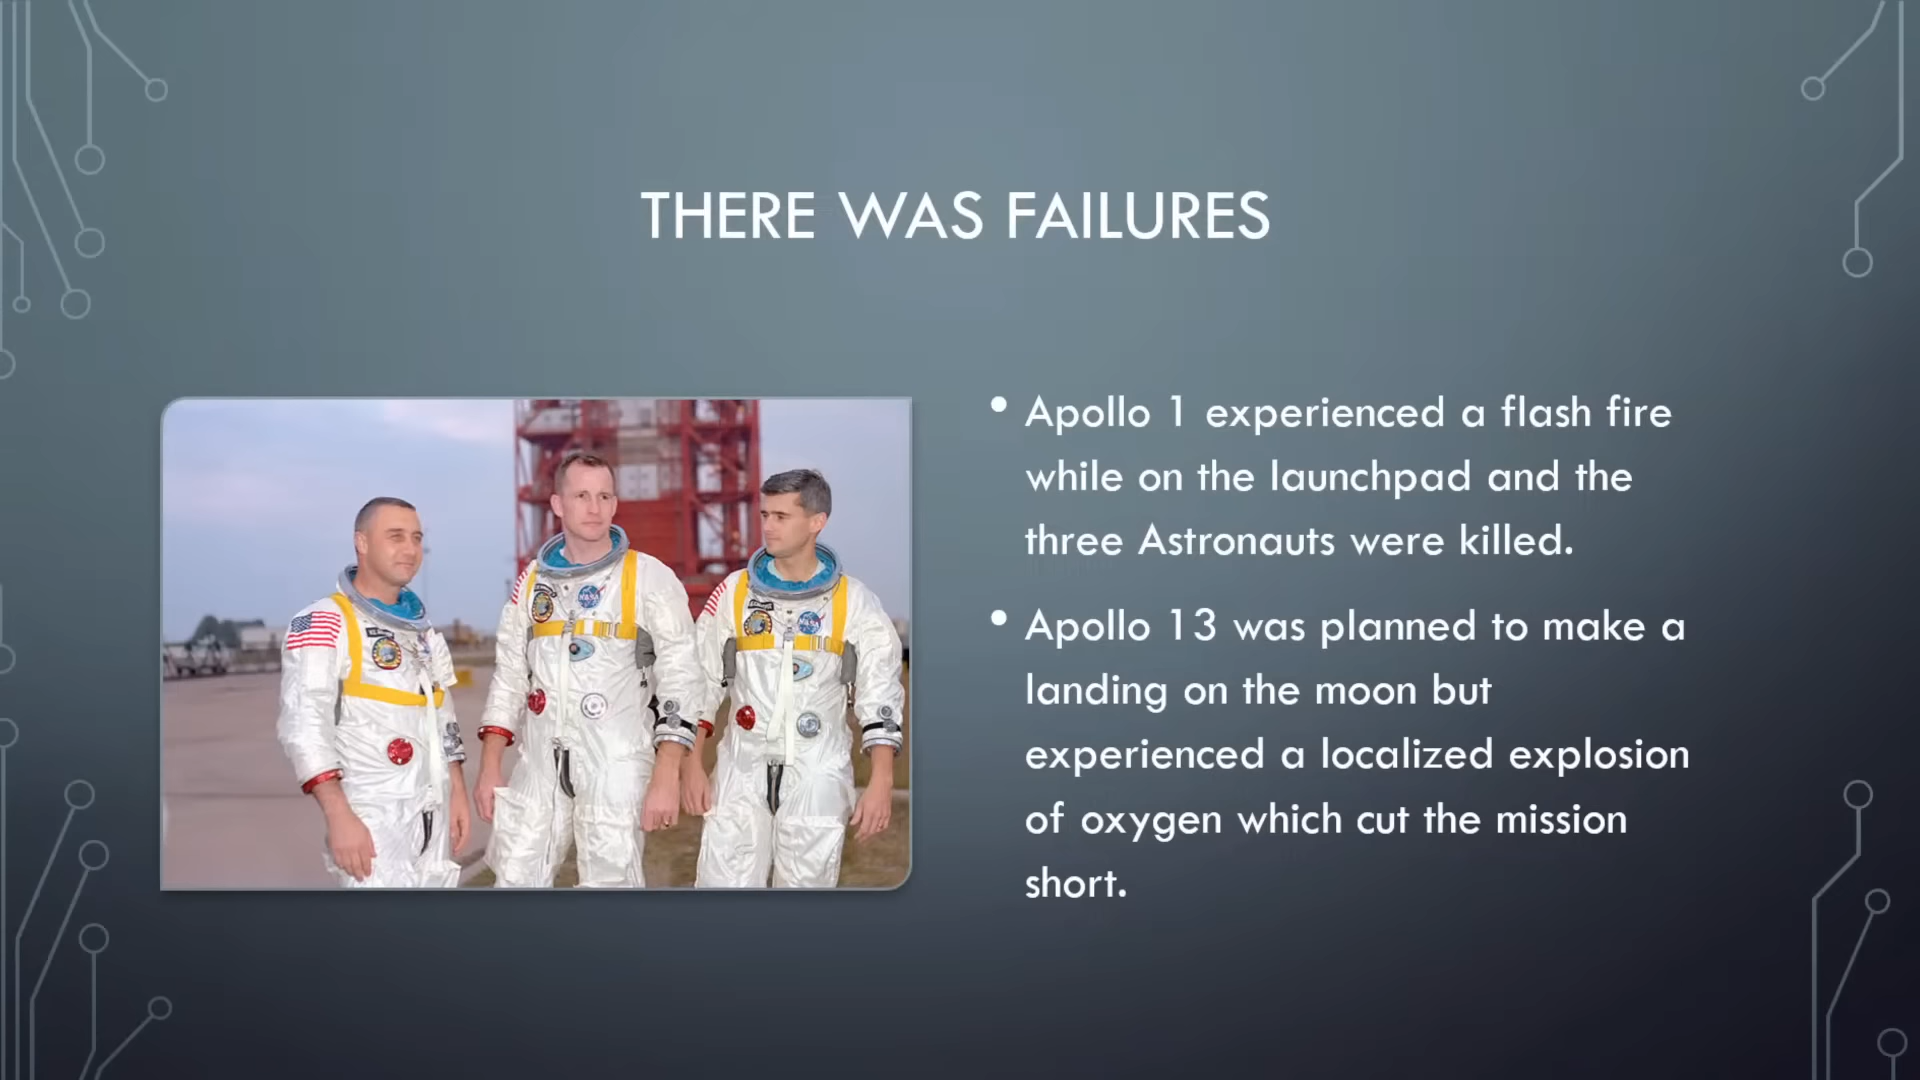 THERE WAS FAILURES
• Apollo 1 experienced a flash fire
while on the launchpad and the
three Astronauts were killed.
• Apollo 13 was planned to make a
landing on the moon but
experienced a localized explosion
of oxygen which cut the mission
short.
NASA
NASA